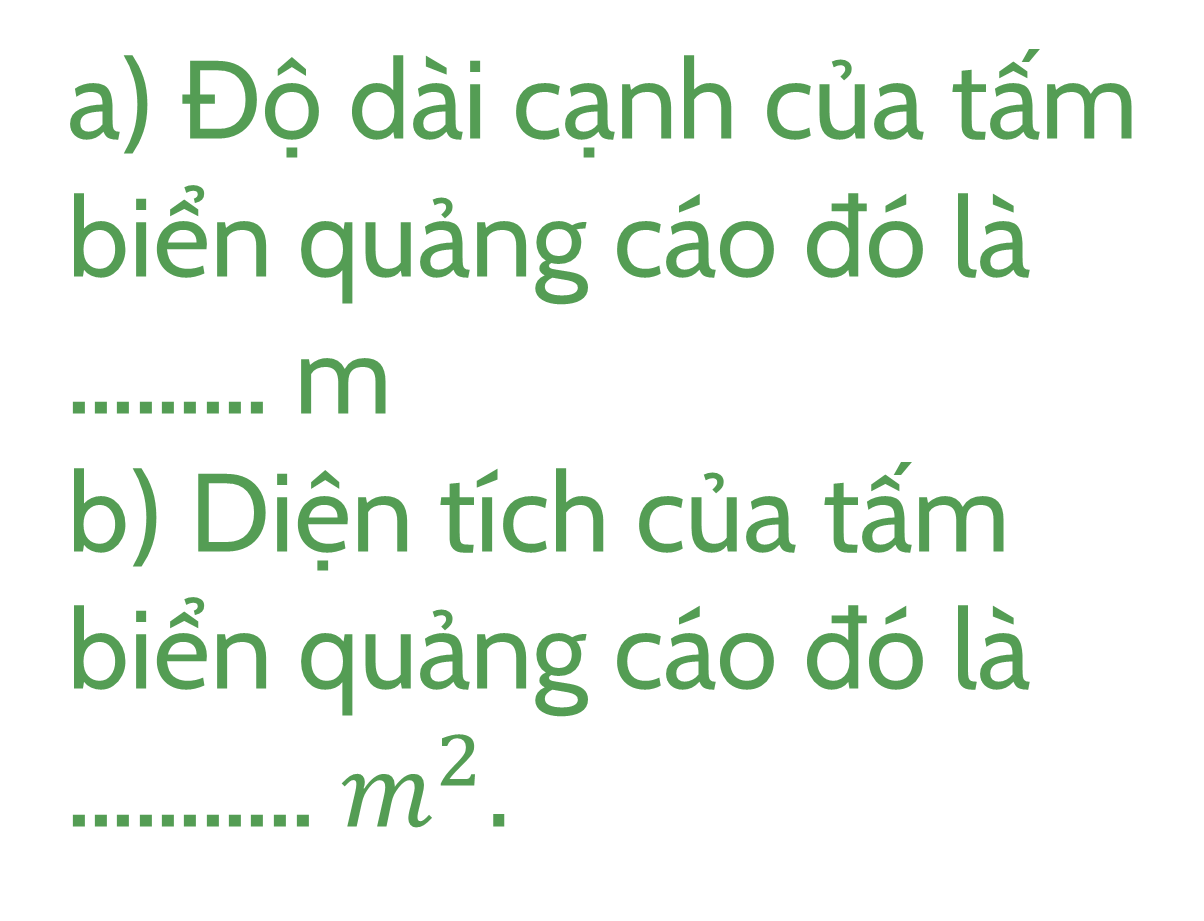 a) Độ dài cạnh của tấm
biển quảng cáo đó là
......... m
b) Diện tích của tấm
biển quảng cáo đó là
........... m².